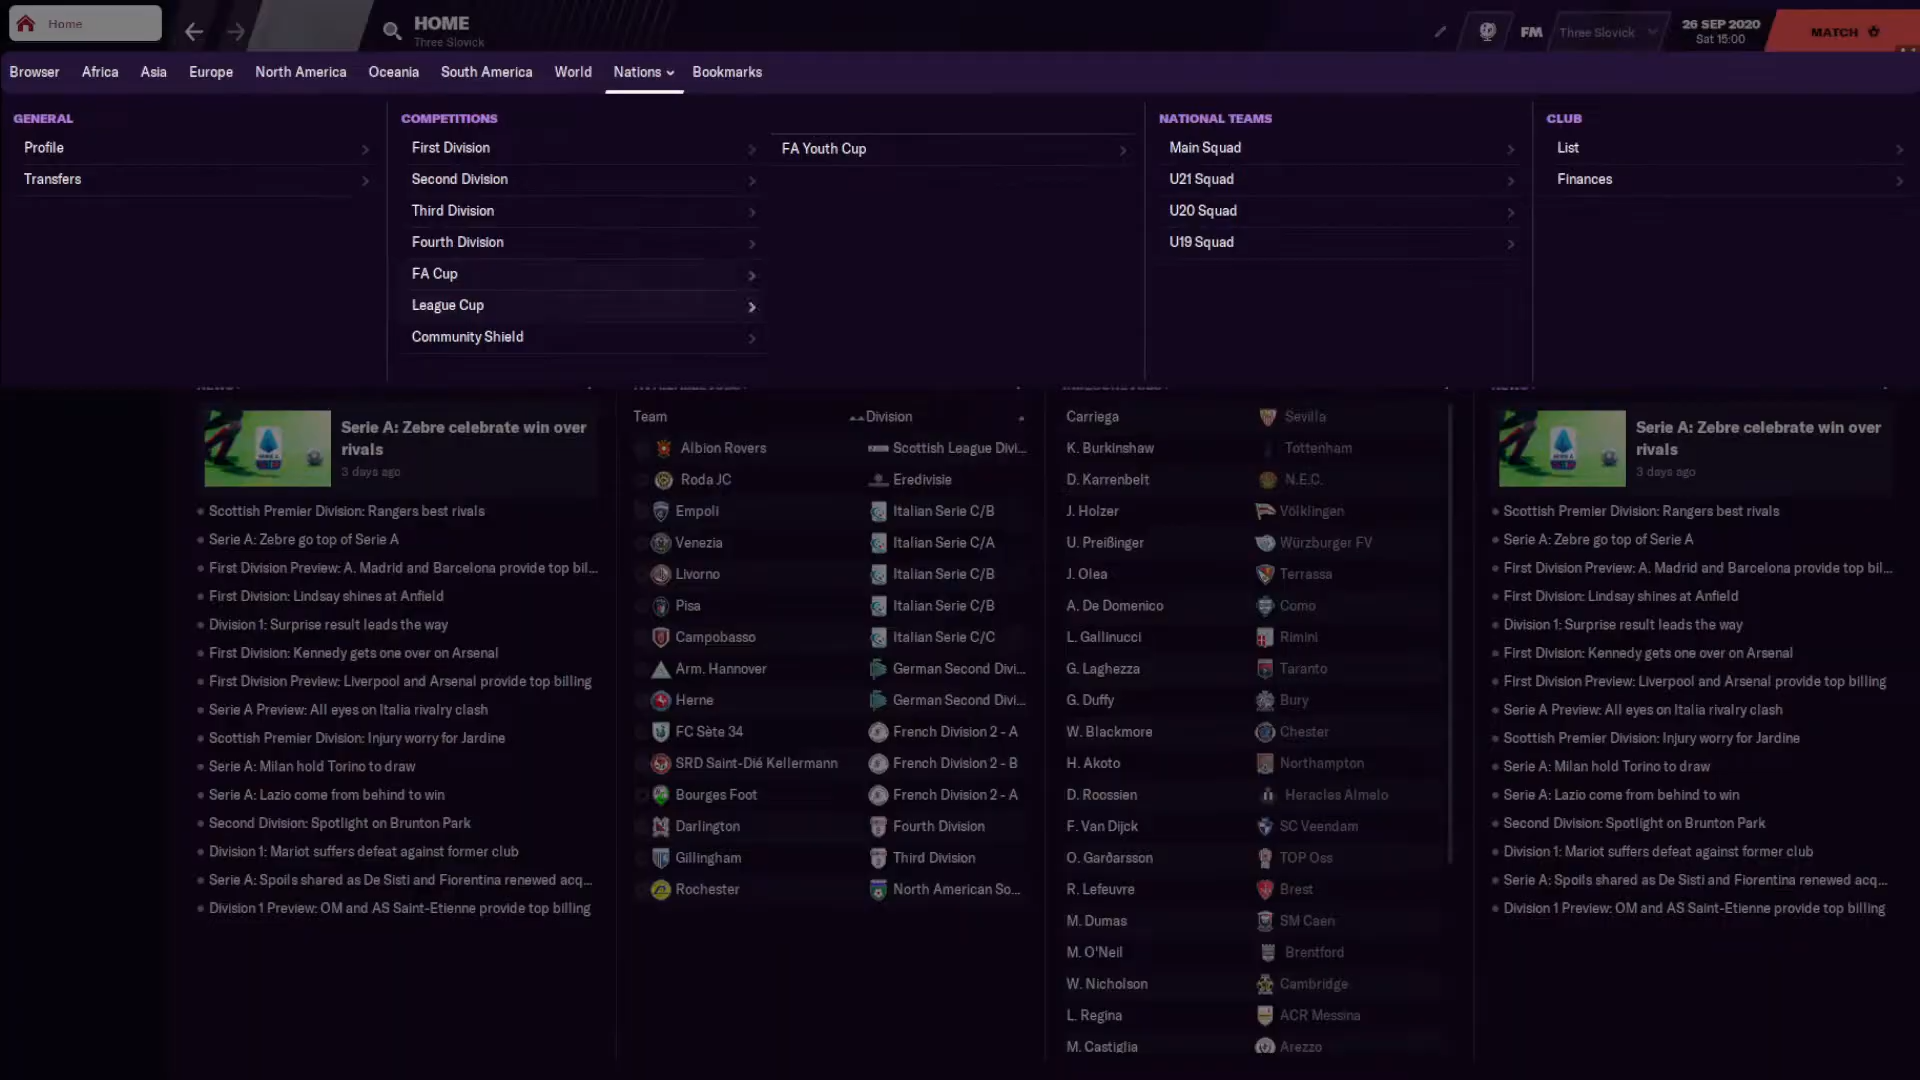 Home
HOME
Three Slovick
FM
Three Slovick
26 SEP 2020
Sat 15:00
MATCH
Browser
Africa
Asia
Europe
North America
Oceania
South America
World
Nations
Bookmarks
GENERAL
Profile
Transfers
COMPETITIONS
First Division
Second Division
Third Division
Fourth Division
FA Cup
League Cup
Community Shield
FA Youth Cup
NATIONAL TEAMS
Main Squad
U21 Squad
U20 Squad
U19 Squad
CLUB
List
Finances
Serie A: Zebre celebrate win over
rivals
3 days ago
Scottish Premier Division: Rangers best rivals
Serie A: Zebre go top of Serie A
First Division Preview: A. Madrid and Barcelona provide top bil...
First Division: Lindsay shines at Anfield
Division 1: Surprise result leads the way
First Division: Kennedy gets one over on Arsenal
First Division Preview: Liverpool and Arsenal provide top billing
Serie A Preview: All eyes on Italia rivalry clash
Scottish Premier Division: Injury worry for Jardine
Serie A: Milan hold Torino to draw
Serie A: Lazio come from behind to win
Second Division: Spotlight on Brunton Park
Division 1: Mariot suffers defeat against former club
Serie A: Spoils shared as De Sisti and Fiorentina renewed acq...
Division 1 Preview: OM and AS Saint-Etienne provide top billing
Team Division
Albion Rovers Scottish League Divi...
Roda JC Eredivisie
Empoli Italian Serie C/B
Venezia Italian Serie C/A
Livorno Italian Serie C/B
Pisa Italian Serie C/B
Campobasso Italian Serie C/C
Arm. Hannover German Second Divi...
Herne German Second Divi...
FC Sète 34 French Division 2 - A
SRD Saint-Dié Kellermann French Division 2 - B
Bourges Foot French Division 2 - A
Darlington Fourth Division
Gillingham Third Division
Rochester North American So...
Carriega Sevilla
K. Burkinshaw Tottenham
D. Karrenbelt N.E.C.
J. Holzer Völklingen
U. Preißinger Würzburger FV
J. Olea Terrassa
A. De Domenico Como
L. Gallinucci Rimini
G. Laghezza Taranto
G. Duffy Bury
W. Blackmore Chester
H. Akoto Northampton
D. Roossien Heracles Almelo
F. Van Dijck SC Veendam
O. Garðarsson TOP Oss
R. Lefeuvre Brest
M. Dumas SM Caen
M. O'Neil Brentford
W. Nicholson Cambridge
L. Regina ACR Messina
M. Castiglia Arezzo
Serie A: Zebre celebrate win over
rivals
3 days ago
Scottish Premier Division: Rangers best rivals
Serie A: Zebre go top of Serie A
First Division Preview: A. Madrid and Barcelona provide top bil...
First Division: Lindsay shines at Anfield
Division 1: Surprise result leads the way
First Division: Kennedy gets one over on Arsenal
First Division Preview: Liverpool and Arsenal provide top billing
Serie A Preview: All eyes on Italia rivalry clash
Scottish Premier Division: Injury worry for Jardine
Serie A: Milan hold Torino to draw
Serie A: Lazio come from behind to win
Second Division: Spotlight on Brunton Park
Division 1: Mariot suffers defeat against former club
Serie A: Spoils shared as De Sisti and Fiorentina renewed acq...
Division 1 Preview: OM and AS Saint-Etienne provide top billing